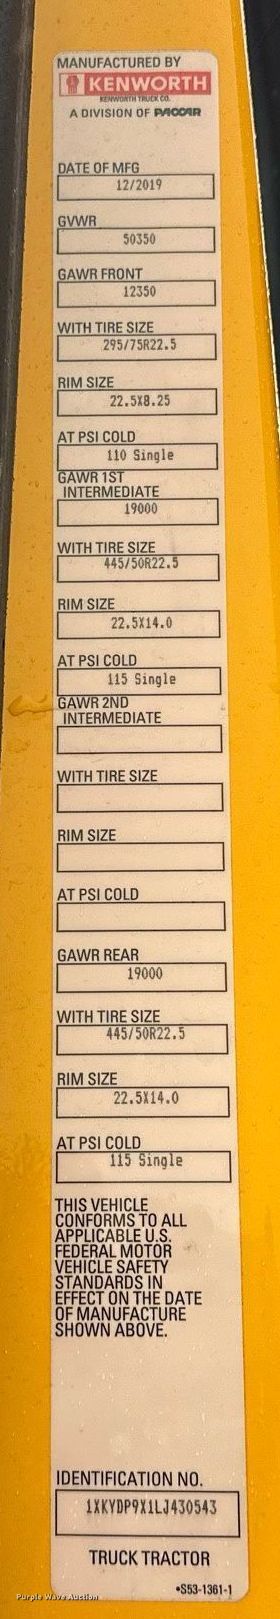 MANUFACTURED BY
KENWORTH
KENWORTH TRUCK CO.
A DIVISION OF PACCAR
DATE OF MFG
12/2019
GVWR
50350
GAWR FRONT
12350
WITH TIRE SIZE
295/75R22.5
RIM SIZE
22.5X8.25
AT PSI COLD
110 Single
GAWR 1ST
INTERMEDIATE
19000
WITH TIRE SIZE
445/50R22.5
RIM SIZE
22.5X14.0
AT PSI COLD
115 Single
GAWR 2ND
INTERMEDIATE
WITH TIRE SIZE
RIM SIZE
AT PSI COLD
GAWR REAR
19000
WITH TIRE SIZE
445/50R22.5
RIM SIZE
22.5X14.0
AT PSI COLD
115 Single
THIS VEHICLE
CONFORMS TO ALL
APPLICABLE U.S.
FEDERAL MOTOR
VEHICLE SAFETY
STANDARDS IN
EFFECT ON THE DATE
OF MANUFACTURE
SHOWN ABOVE.
IDENTIFICATION NO.
1XKYDP9X1LJ430543
TRUCK TRACTOR
•S53-1361-1
Purple Wave Auction